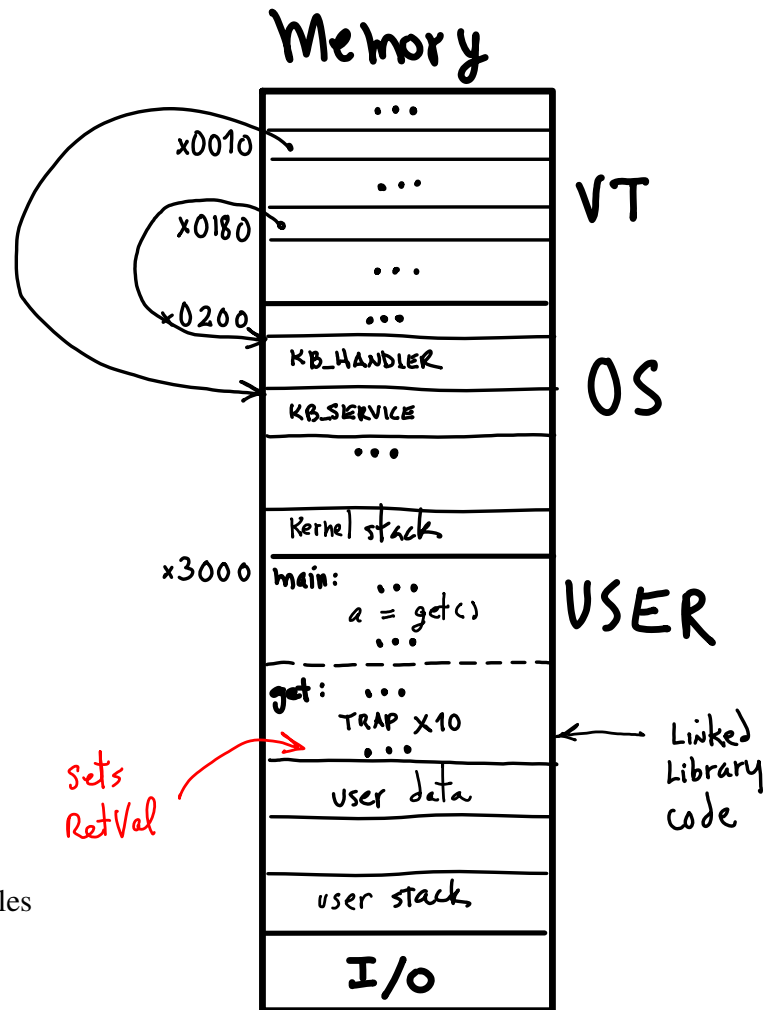 Memory
...
x0010
...
VT
x0180
...
x0200
...
KB_HANDLER
OS
KB_SERVICE
...
Kernel stack
x3000
main:
...
a = get()
...
USER
get:
...
TRAP x10
...
Linked
Library
code
sets
RetVal
user data
les
user stack
I/O